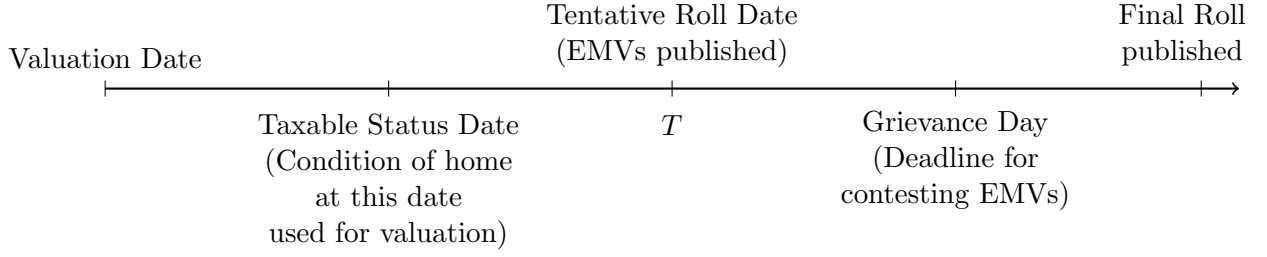 Valuation Date
Taxable Status Date
(Condition of home
at this date
used for valuation)
Tentative Roll Date
(EMVs published)
T
Grievance Day
(Deadline for
contesting EMVs)
Final Roll
published